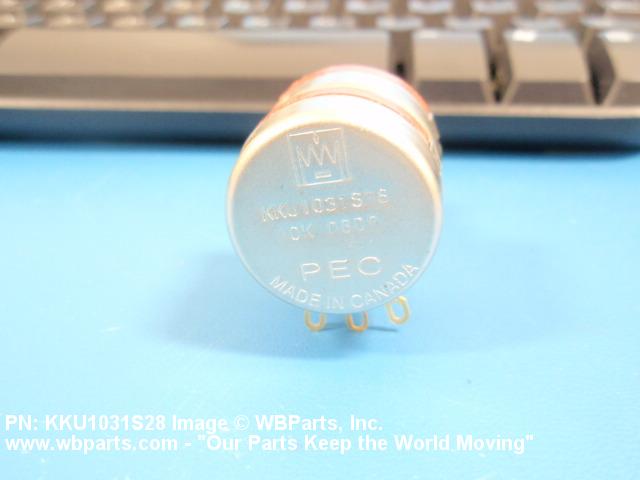 KKU1031S28
10K
PEC
MADE IN CANADA
PN: KKU1031S28 Image © WBParts, Inc.
www.wbparts.com - "Our Parts Keep the World Moving"